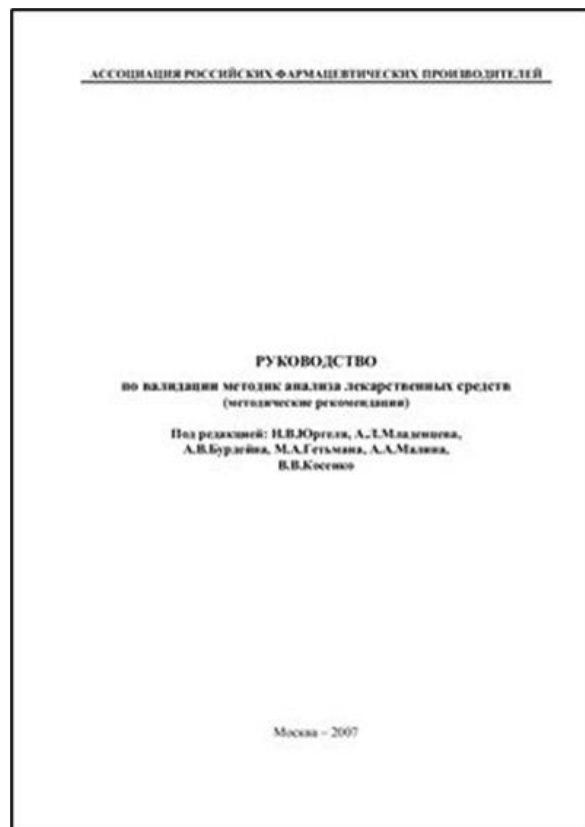 АССОЦИАЦИЯ РОССИЙСКИХ ФАРМАЦЕВТИЧЕСКИХ ПРОИЗВОДИТЕЛЕЙ
РУКОВОДСТВО
по валидации методик анализа лекарственных средств
(методические рекомендации)
Под редакцией: Н.В.Юргеля, А.Л.Младенцева,
А.В.Бурдейна, М.А.Гетьмана, А.А.Малина,
В.В.Косенко
Москва – 2007